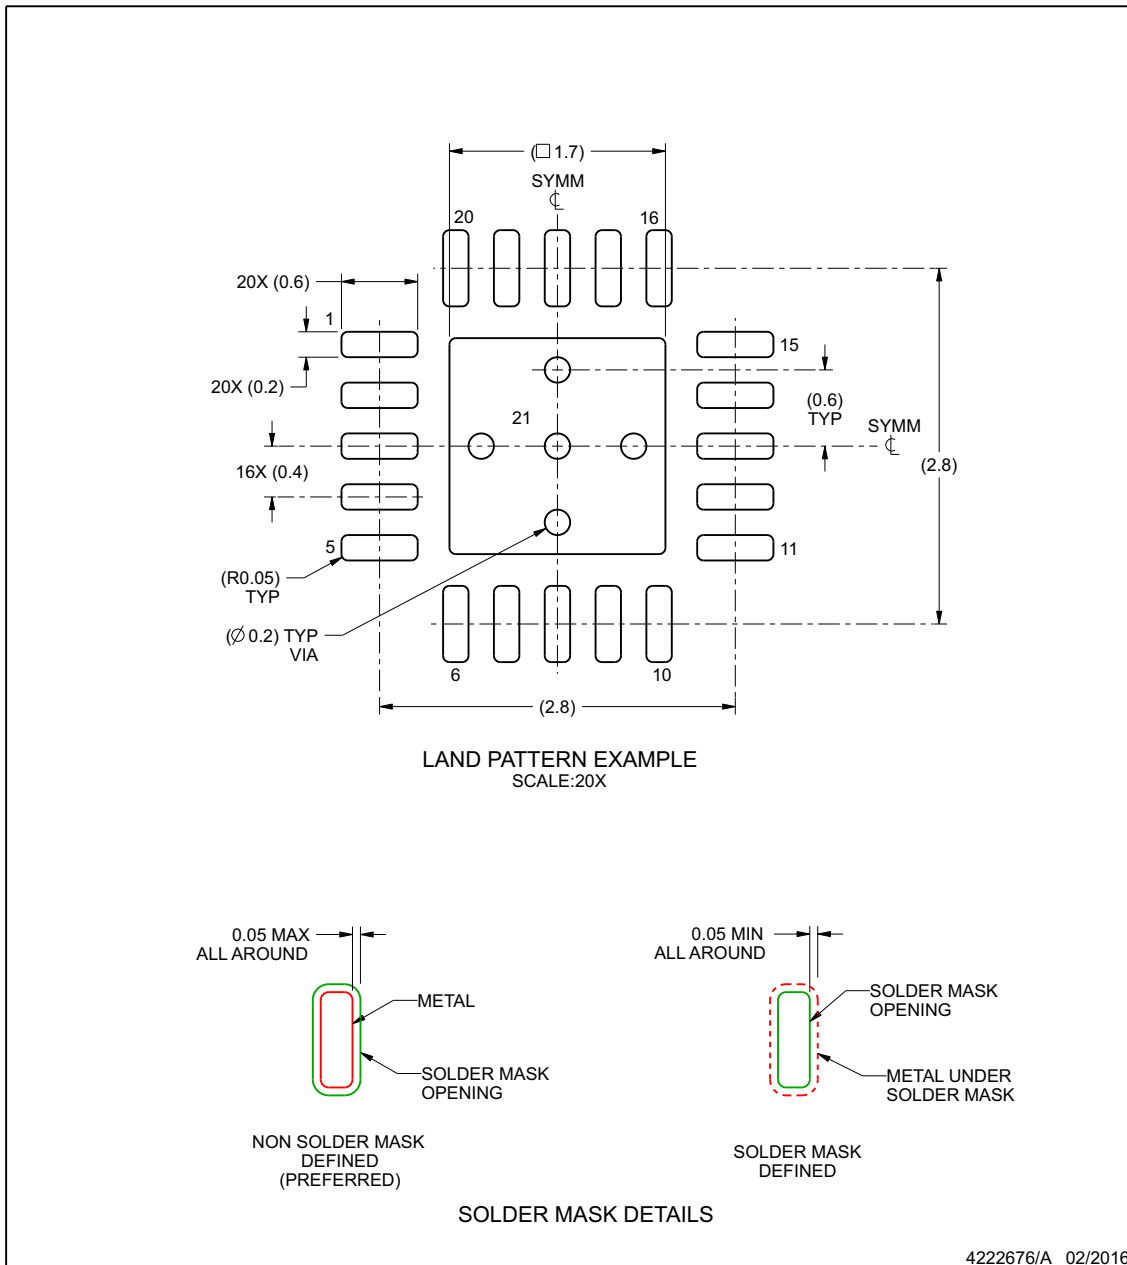 (□ 1.7)
SYMM
℄
20
16
20X (0.6)
1
15
20X (0.2)
(0.6)
TYP
21
SYMM
℄
(2.8)
16X (0.4)
5
11
(R0.05)
TYP
(Ø 0.2) TYP
VIA
6
10
(2.8)
LAND PATTERN EXAMPLE
SCALE:20X
0.05 MAX
ALL AROUND
METAL
SOLDER MASK
OPENING
NON SOLDER MASK
DEFINED
(PREFERRED)
0.05 MIN
ALL AROUND
SOLDER MASK
OPENING
METAL UNDER
SOLDER MASK
SOLDER MASK
DEFINED
SOLDER MASK DETAILS
4222676/A 02/2016